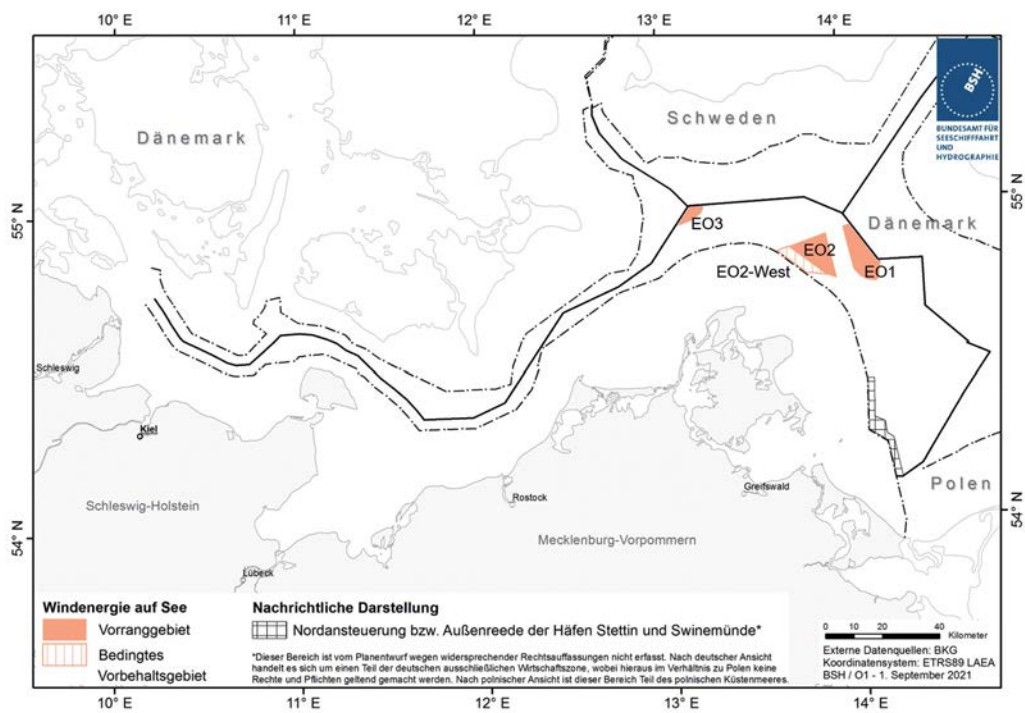 10° E
11° E
12° E
13° E
14° E
BSH
BUNDESAMT FÜR
SEESCHIFFFAHRT
UND
HYDROGRAPHIE
Dänemark
Schweden
55° N
55° N
Dänemark
EO3
EO2
EO1
EO2-West
Schleswig
Kiel
Polen
Greifswald
Rostock
Schleswig-Holstein
54° N
54° N
Mecklenburg-Vorpommern
Lübeck
Windenergie auf See
Vorranggebiet
Bedingtes
Vorbehaltsgebiet
Nachrichtliche Darstellung
Nordansteuerung bzw. Außenreede der Häfen Stettin und Swinemünde*
*Dieser Bereich ist vom Planentwurf wegen widersprechender Rechtsauffassungen nicht erfasst. Nach deutscher Ansicht
handelt es sich um einen Teil der deutschen ausschließlichen Wirtschaftszone, wobei hieraus im Verhältnis zu Polen keine
Rechte und Pflichten geltend gemacht werden. Nach polnischer Ansicht ist dieser Bereich Teil des polnischen Küstenmeeres.
0 10 20 40
Kilometer
Externe Datenquellen: BKG
Koordinatensystem: ETRS89 LAEA
BSH / O1 - 1. September 2021
10° E
11° E
12° E
13° E
14° E